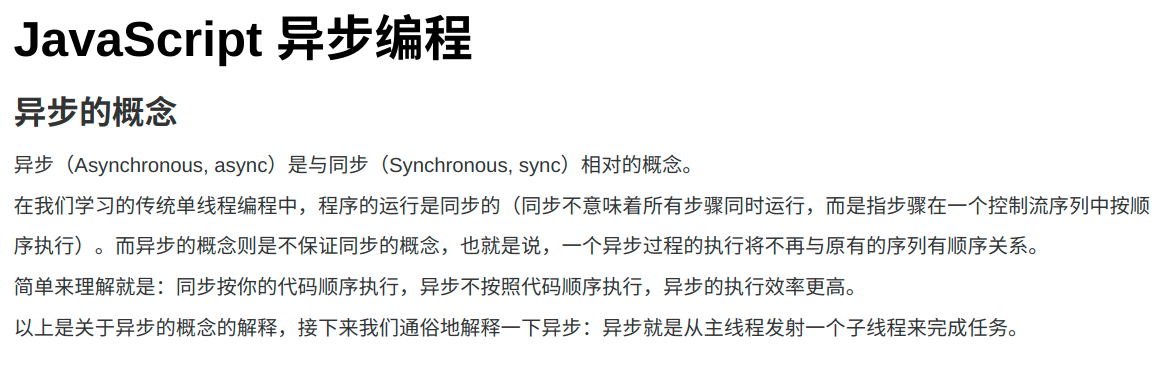 JavaScript 异步编程
异步的概念
异步（Asynchronous, async）是与同步（Synchronous, sync）相对的概念。
在我们学习的传统单线程编程中，程序的运行是同步的（同步不意味着所有步骤同时运行，而是指步骤在一个控制流序列中按顺
序执行）。而异步的概念则是不保证同步的概念，也就是说，一个异步过程的执行将不再与原有的序列有顺序关系。
简单来理解就是：同步按你的代码顺序执行，异步不按照代码顺序执行，异步的执行效率更高。
以上是关于异步的概念的解释，接下来我们通俗地解释一下异步：异步就是从主线程发射一个子线程来完成任务。